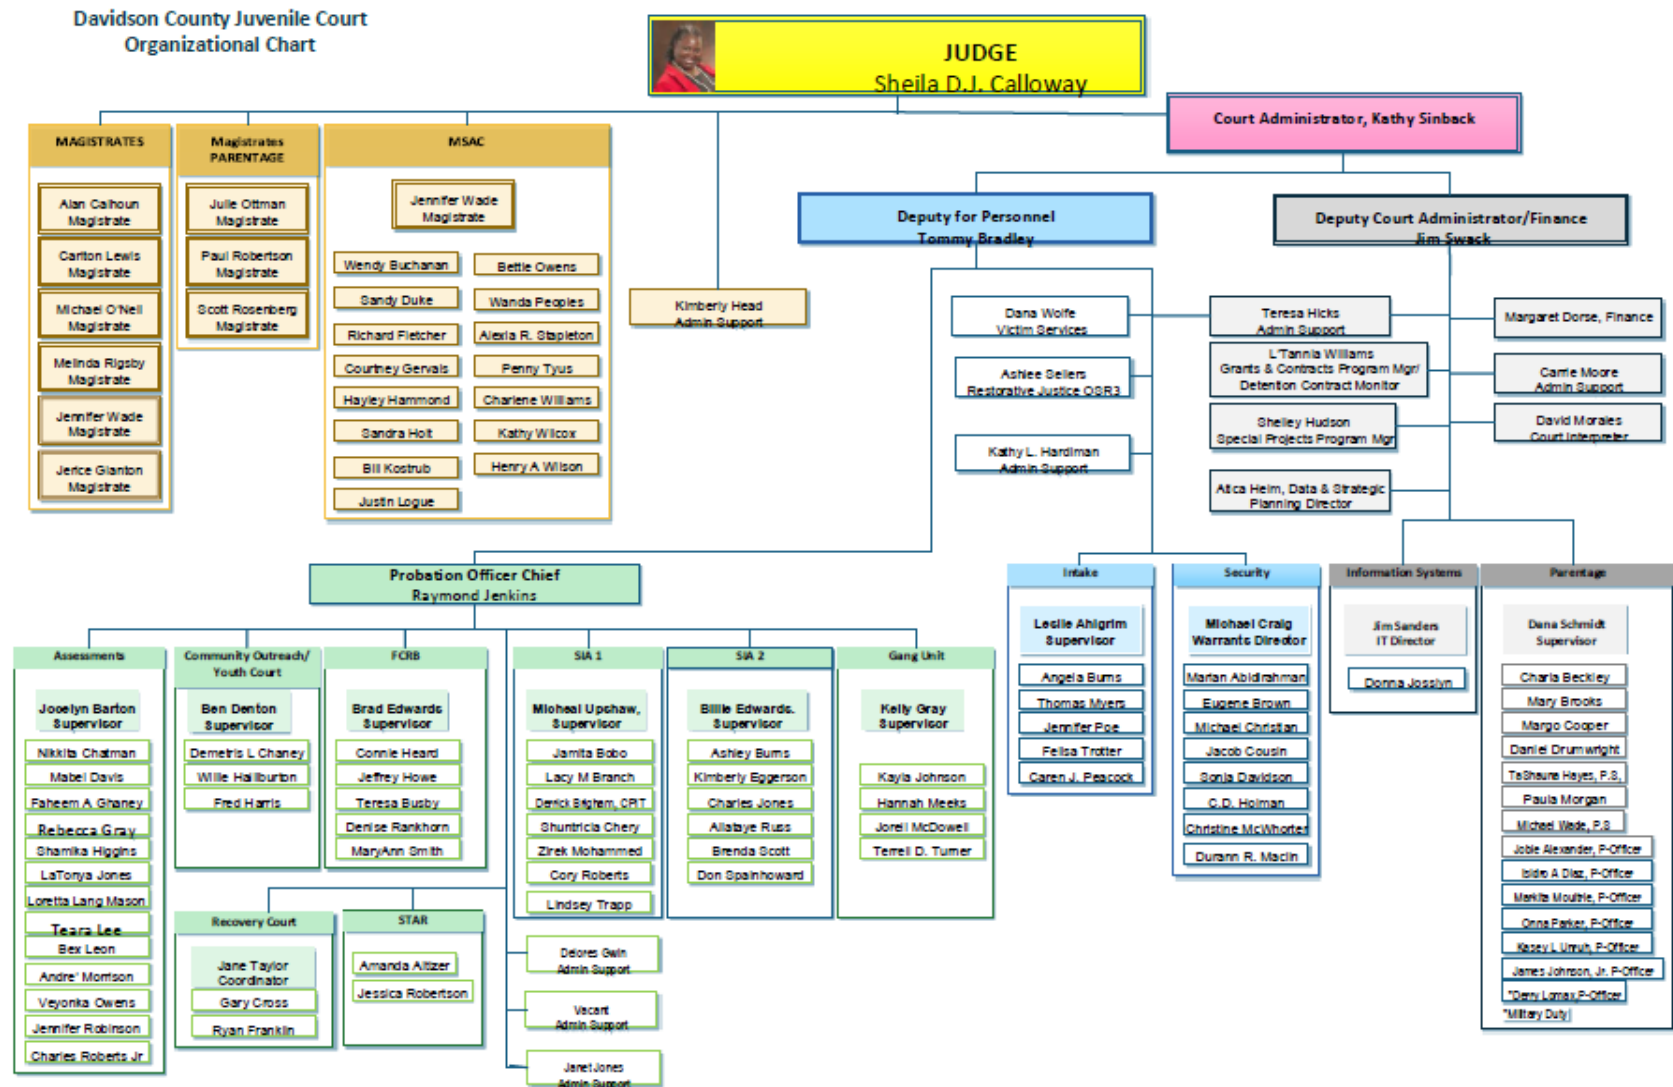 Davidson County Juvenile Court
Organizational Chart
JUDGE
Sheila D.J. Calloway
Court Administrator, Kathy Sinback
MAGISTRATES
Alan Calhoun
Magistrate
Carlton Lewis
Magistrate
Michael O'Neil
Magistrate
Melinda Rigsby
Magistrate
Jennifer Wade
Magistrate
Jerice Glanton
Magistrate
Magistrates
PARENTAGE
Julie Ottman
Magistrate
Paul Robertson
Magistrate
Scott Rosenberg
Magistrate
MSAC
Jennifer Wade
Magistrate
Wendy Buchanan
Sandy Duke
Richard Fletcher
Courtney Gervais
Hayley Hammond
Sandra Holt
Bill Kostrub
Justin Logue
Bettie Owens
Wanda Peoples
Alexia R. Stapleton
Penny Tyus
Charlene Williams
Kathy Wilcox
Henry A Wilson
Kimberly Head
Admin Support
Deputy for Personnel
Tommy Bradley
Deputy Court Administrator/Finance
Jim Swack
Dana Wolfe
Victim Services
Ashlee Sellers
Restorative Justice OSR3
Kathy L. Hardiman
Admin Support
Teresa Hicks
Admin Support
L'Tannia Williams
Grants & Contracts Program Mgr/
Detention Contract Monitor
Shelley Hudson
Special Projects Program Mgr
Atica Heim, Data & Strategic
Planning Director
Margaret Dorse, Finance
Carrie Moore
Admin Support
David Morales
Court Interpreter
Probation Officer Chief
Raymond Jenkins
Assessments
Jocelyn Barton
Supervisor
Nikkita Chatman
Mabel Davis
Faheem A Ghaney
Rebecca Gray
Shamika Higgins
LaTonya Jones
Loretta Lang Mason
Teara Lee
Bex Leon
Andre' Morrison
Veyonka Owens
Jennifer Robinson
Charles Roberts Jr
Community Outreach/
Youth Court
Ben Denton
Supervisor
Demetris L Chaney
Willie Halliburton
Fred Harris
FCRB
Brad Edwards
Supervisor
Connie Heard
Jeffrey Howe
Teresa Busby
Denise Rankhorn
MaryAnn Smith
SIA 1
Micheal Upshaw,
Supervisor
Jamita Bobo
Lacy M Branch
Derrick Brigham, CPIT
Shuntricia Chery
Zirek Mohammed
Cory Roberts
Lindsey Trapp
SIA 2
Billie Edwards.
Supervisor
Ashley Burns
Kimberly Eggerson
Charles Jones
Allataye Russ
Brenda Scott
Don Spainhoward
Gang Unit
Kelly Gray
Supervisor
Kayla Johnson
Hannah Meeks
Jorell McDowell
Terrell D. Turner
Recovery Court
Jane Taylor
Coordinator
Gary Cross
Ryan Franklin
STAR
Amanda Altizer
Jessica Robertson
Delores Gwin
Admin Support
Vacant
Admin Support
Janet Jones
Admin Support
Intake
Leslie Ahlgrim
Supervisor
Angela Burns
Thomas Myers
Jennifer Poe
Felisa Trotter
Caren J. Peacock
Security
Michael Craig
Warrants Director
Marian Abidirahman
Eugene Brown
Michael Christian
Jacob Cousin
Sonia Davidson
C.D. Holman
Christine McWhorter
Durann R. Maclin
Information Systems
Jim Sanders
IT Director
Donna Josslyn
Parentage
Dana Schmidt
Supervisor
Charla Beckley
Mary Brooks
Margo Cooper
Daniel Drumwright
TaShauna Hayes, P.S,
Paula Morgan
Michael Wade, P.S
Jobie Alexander, P-Officer
Isidro A Diaz, P-Officer
Markita Moultrie, P-Officer
Onna Parker, P-Officer
Kasey L Unruh, P-Officer
James Johnson, Jr. P-Officer
*Derry Lomax,P-Officer
*Military Duty